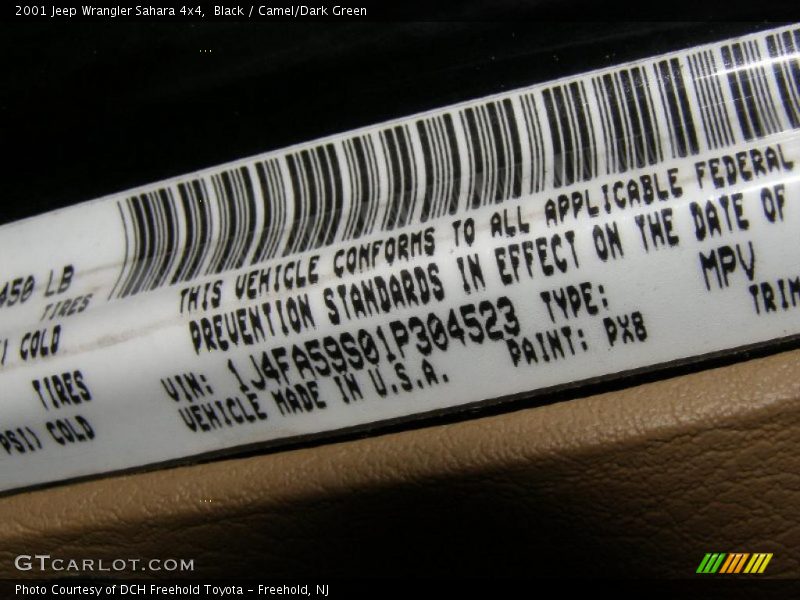 2001 Jeep Wrangler Sahara 4x4, Black / Camel/Dark Green
450 LB
TIRES
THIS VEHICLE CONFORMS TO ALL APPLICABLE FEDERAL
COLD
PREVENTION STANDARDS IN EFFECT ON THE DATE OF
TIRES
VIN: 1J4FA59S01P304523 TYPE: MPV
PSI) COLD
VEHICLE MADE IN U.S.A. PAINT: PX8 TRIM
GTCARLOT.COM
Photo Courtesy of DCH Freehold Toyota - Freehold, NJ